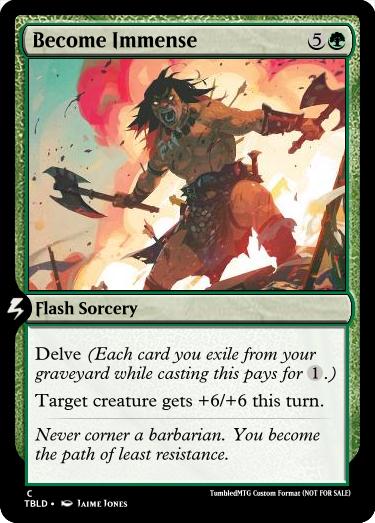 Become Immense 5
Flash Sorcery
Delve (Each card you exile from your
graveyard while casting this pays for 1.)
Target creature gets +6/+6 this turn.
Never corner a barbarian. You become
the path of least resistance.
C
TBLD • Jaime Jones
TumbledMTG Custom Format (NOT FOR SALE)